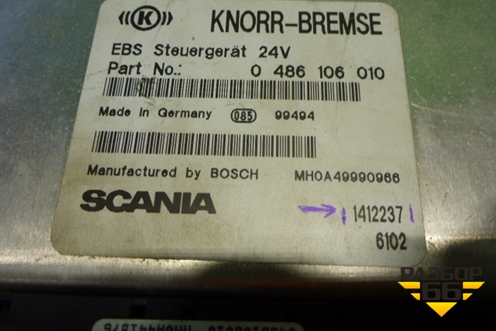 K KNORR-BREMSE
EBS Steuergerät 24V
Part No.: 0 486 106 010
Made in Germany 085 99494
Manufactured by BOSCH MH0A49990966
SCANIA 1412237
6102
РАЗБОР
66